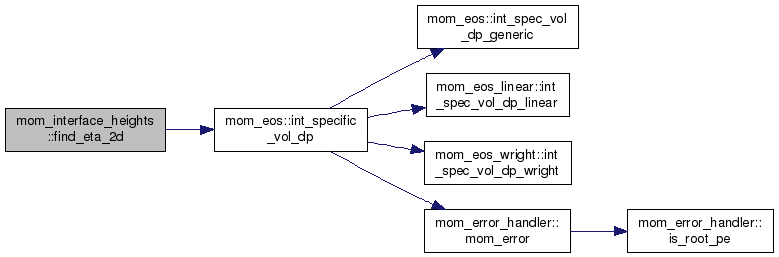 mom_interface_heights
::find_eta_2d
mom_eos::int_specific
_vol_dp
mom_eos::int_spec_vol
_dp_generic
mom_eos_linear::int
_spec_vol_dp_linear
mom_eos_wright::int
_spec_vol_dp_wright
mom_error_handler::
mom_error
mom_error_handler::
is_root_pe